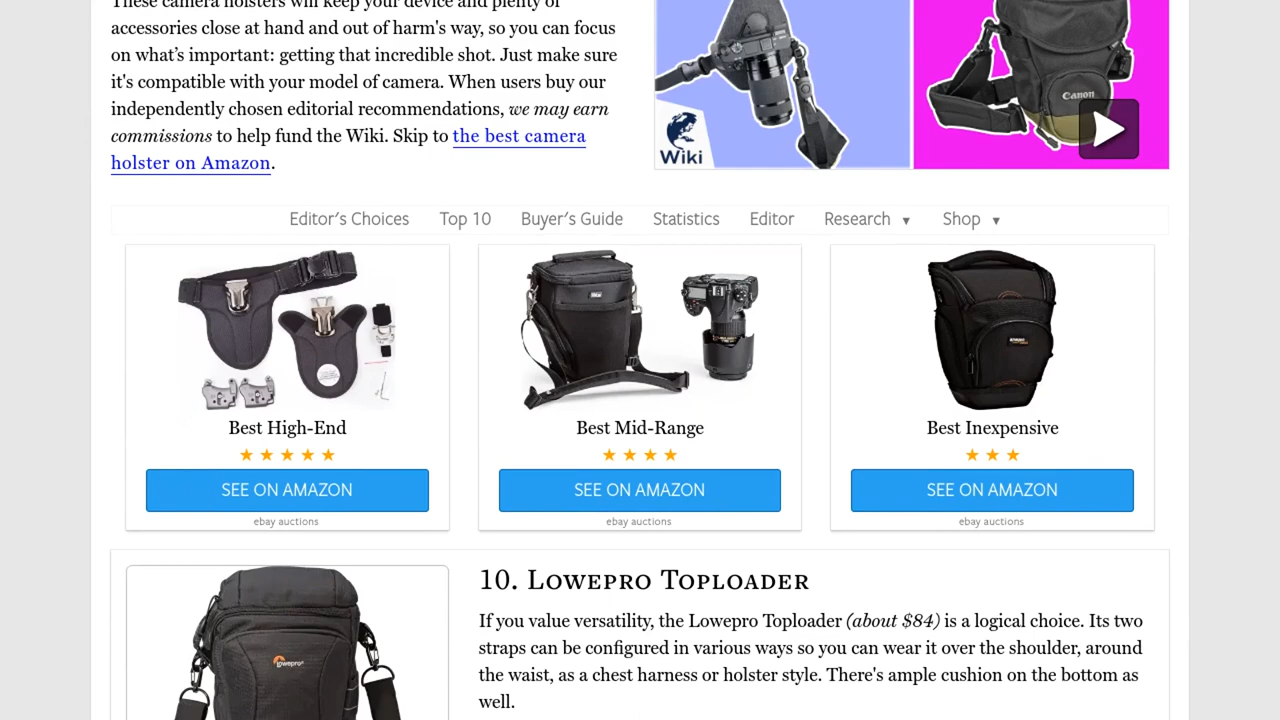 These camera holsters will keep your device and plenty of
accessories close at hand and out of harm's way, so you can focus
on what’s important: getting that incredible shot. Just make sure
it's compatible with your model of camera. When users buy our
independently chosen editorial recommendations, we may earn
commissions to help fund the Wiki. Skip to the best camera
holster on Amazon.
Wiki
Canon
Editor's Choices Top 10 Buyer's Guide Statistics Editor Research ▼ Shop ▼
Best High-End
★ ★ ★ ★ ★
SEE ON AMAZON
ebay auctions
Best Mid-Range
★ ★ ★ ★
SEE ON AMAZON
ebay auctions
Best Inexpensive
★ ★ ★
SEE ON AMAZON
ebay auctions
lowepro
10. Lowepro Toploader
If you value versatility, the Lowepro Toploader (about $84) is a logical choice. Its two
straps can be configured in various ways so you can wear it over the shoulder, around
the waist, as a chest harness or holster style. There's ample cushion on the bottom as
well.